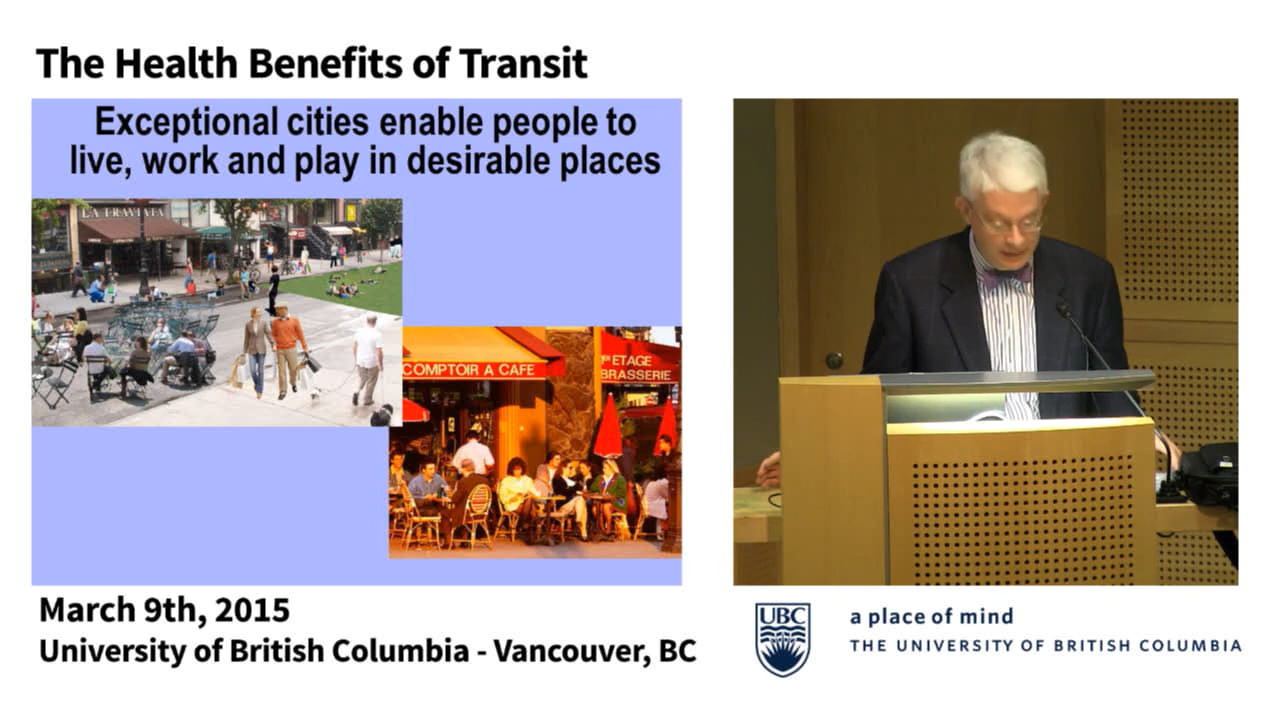 The Health Benefits of Transit
Exceptional cities enable people to
live, work and play in desirable places
LA TRAVIATA
COMPTOIR A CAFE
1er ETAGE
BRASSERIE
March 9th, 2015
University of British Columbia - Vancouver, BC
UBC
a place of mind
THE UNIVERSITY OF BRITISH COLUMBIA